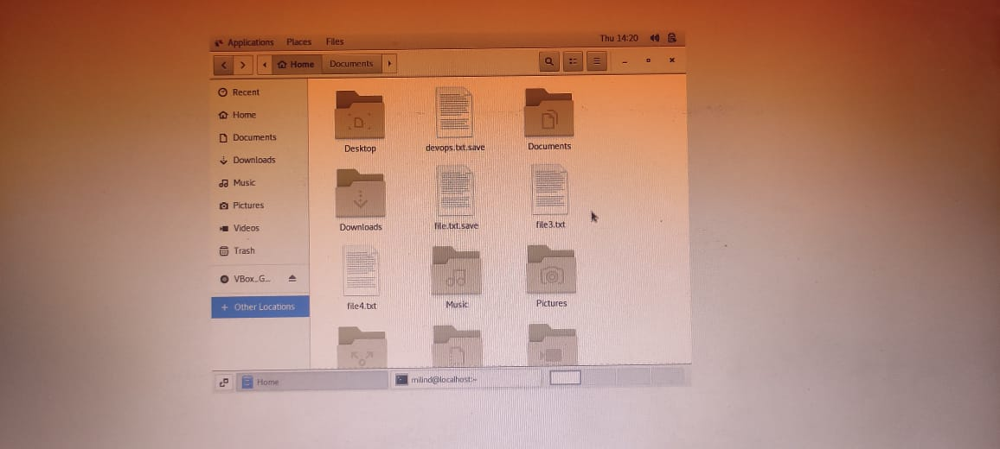 Applications Places Files Thu 14:20
Home Documents
Recent
Home
Documents
Downloads
Music
Pictures
Videos
Trash
VBox_G...
Other Locations
Desktop devops.txt.save Documents
Downloads file.txt.save file3.txt
file4.txt Music Pictures
Home milind@localhost:~